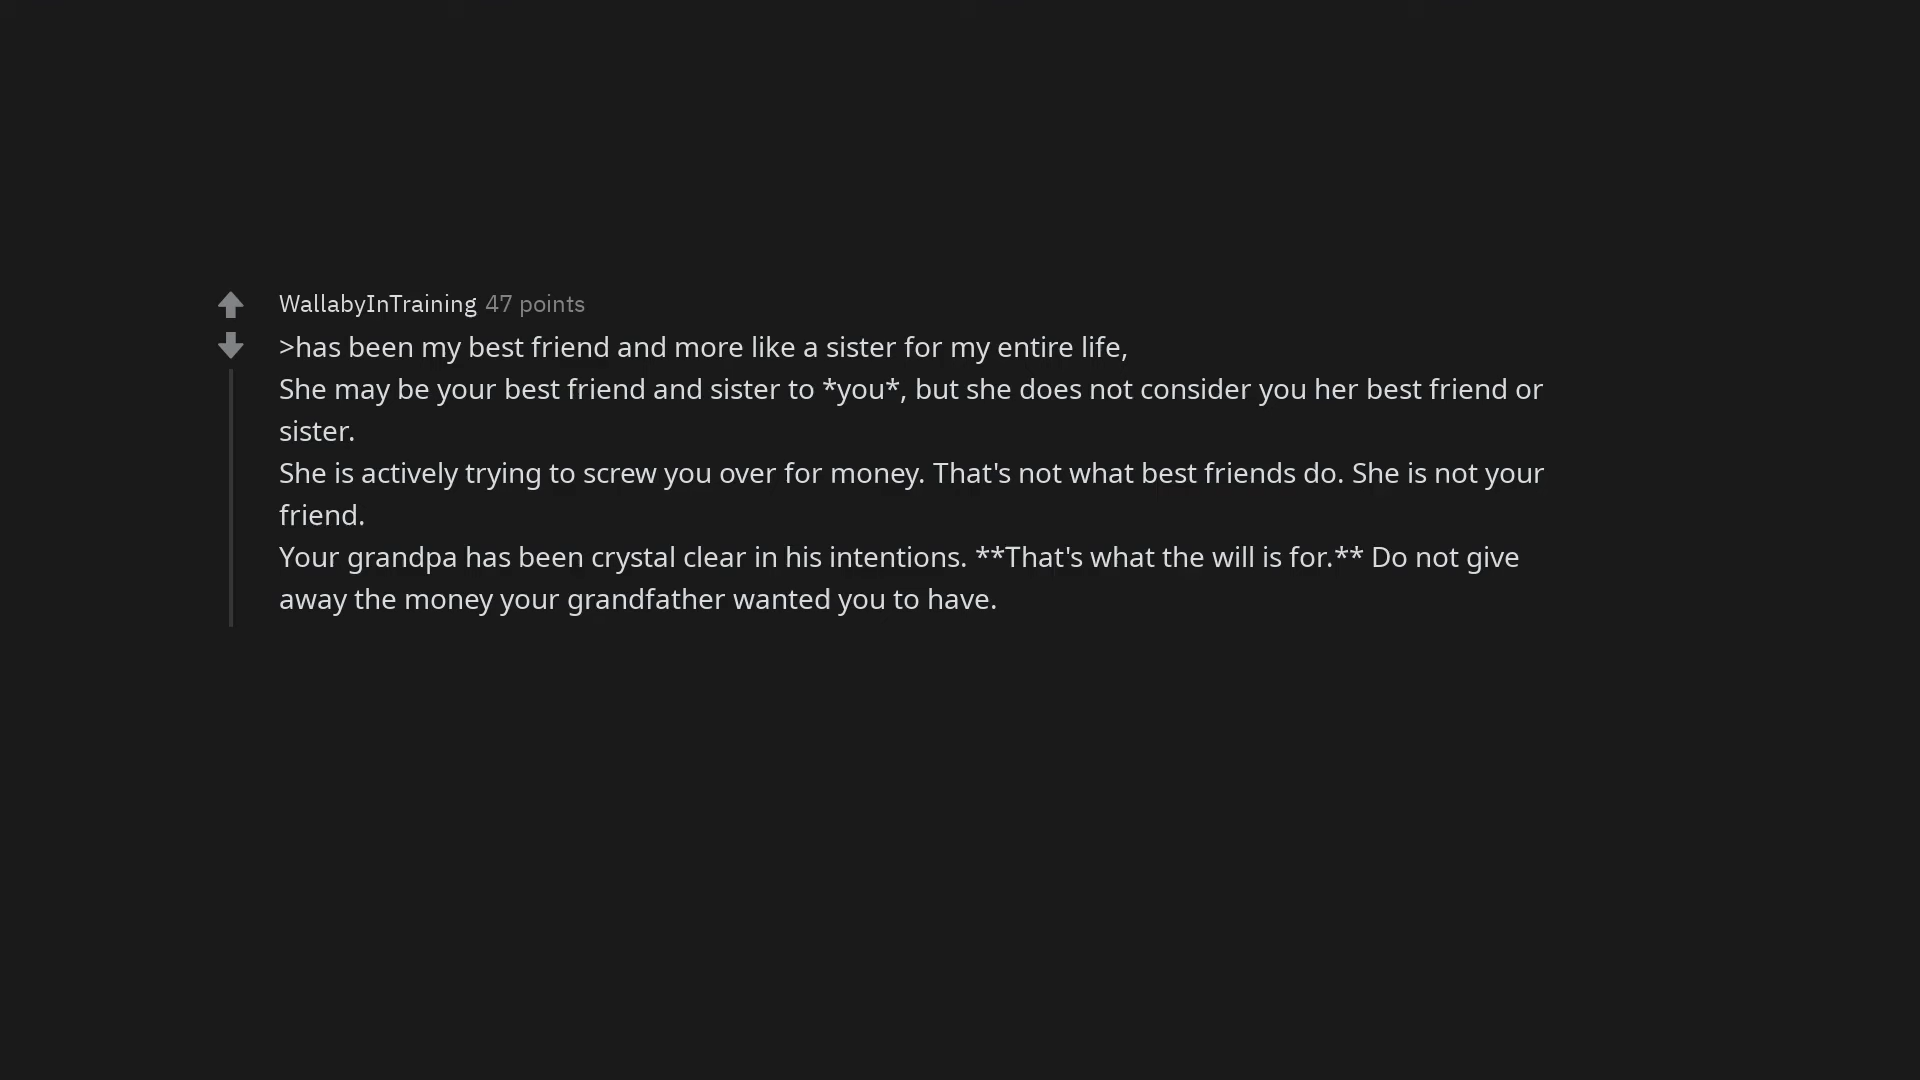 WallabyInTraining 47 points
>has been my best friend and more like a sister for my entire life,
She may be your best friend and sister to *you*, but she does not consider you her best friend or
sister.
She is actively trying to screw you over for money. That's not what best friends do. She is not your
friend.
Your grandpa has been crystal clear in his intentions. **That's what the will is for.** Do not give
away the money your grandfather wanted you to have.